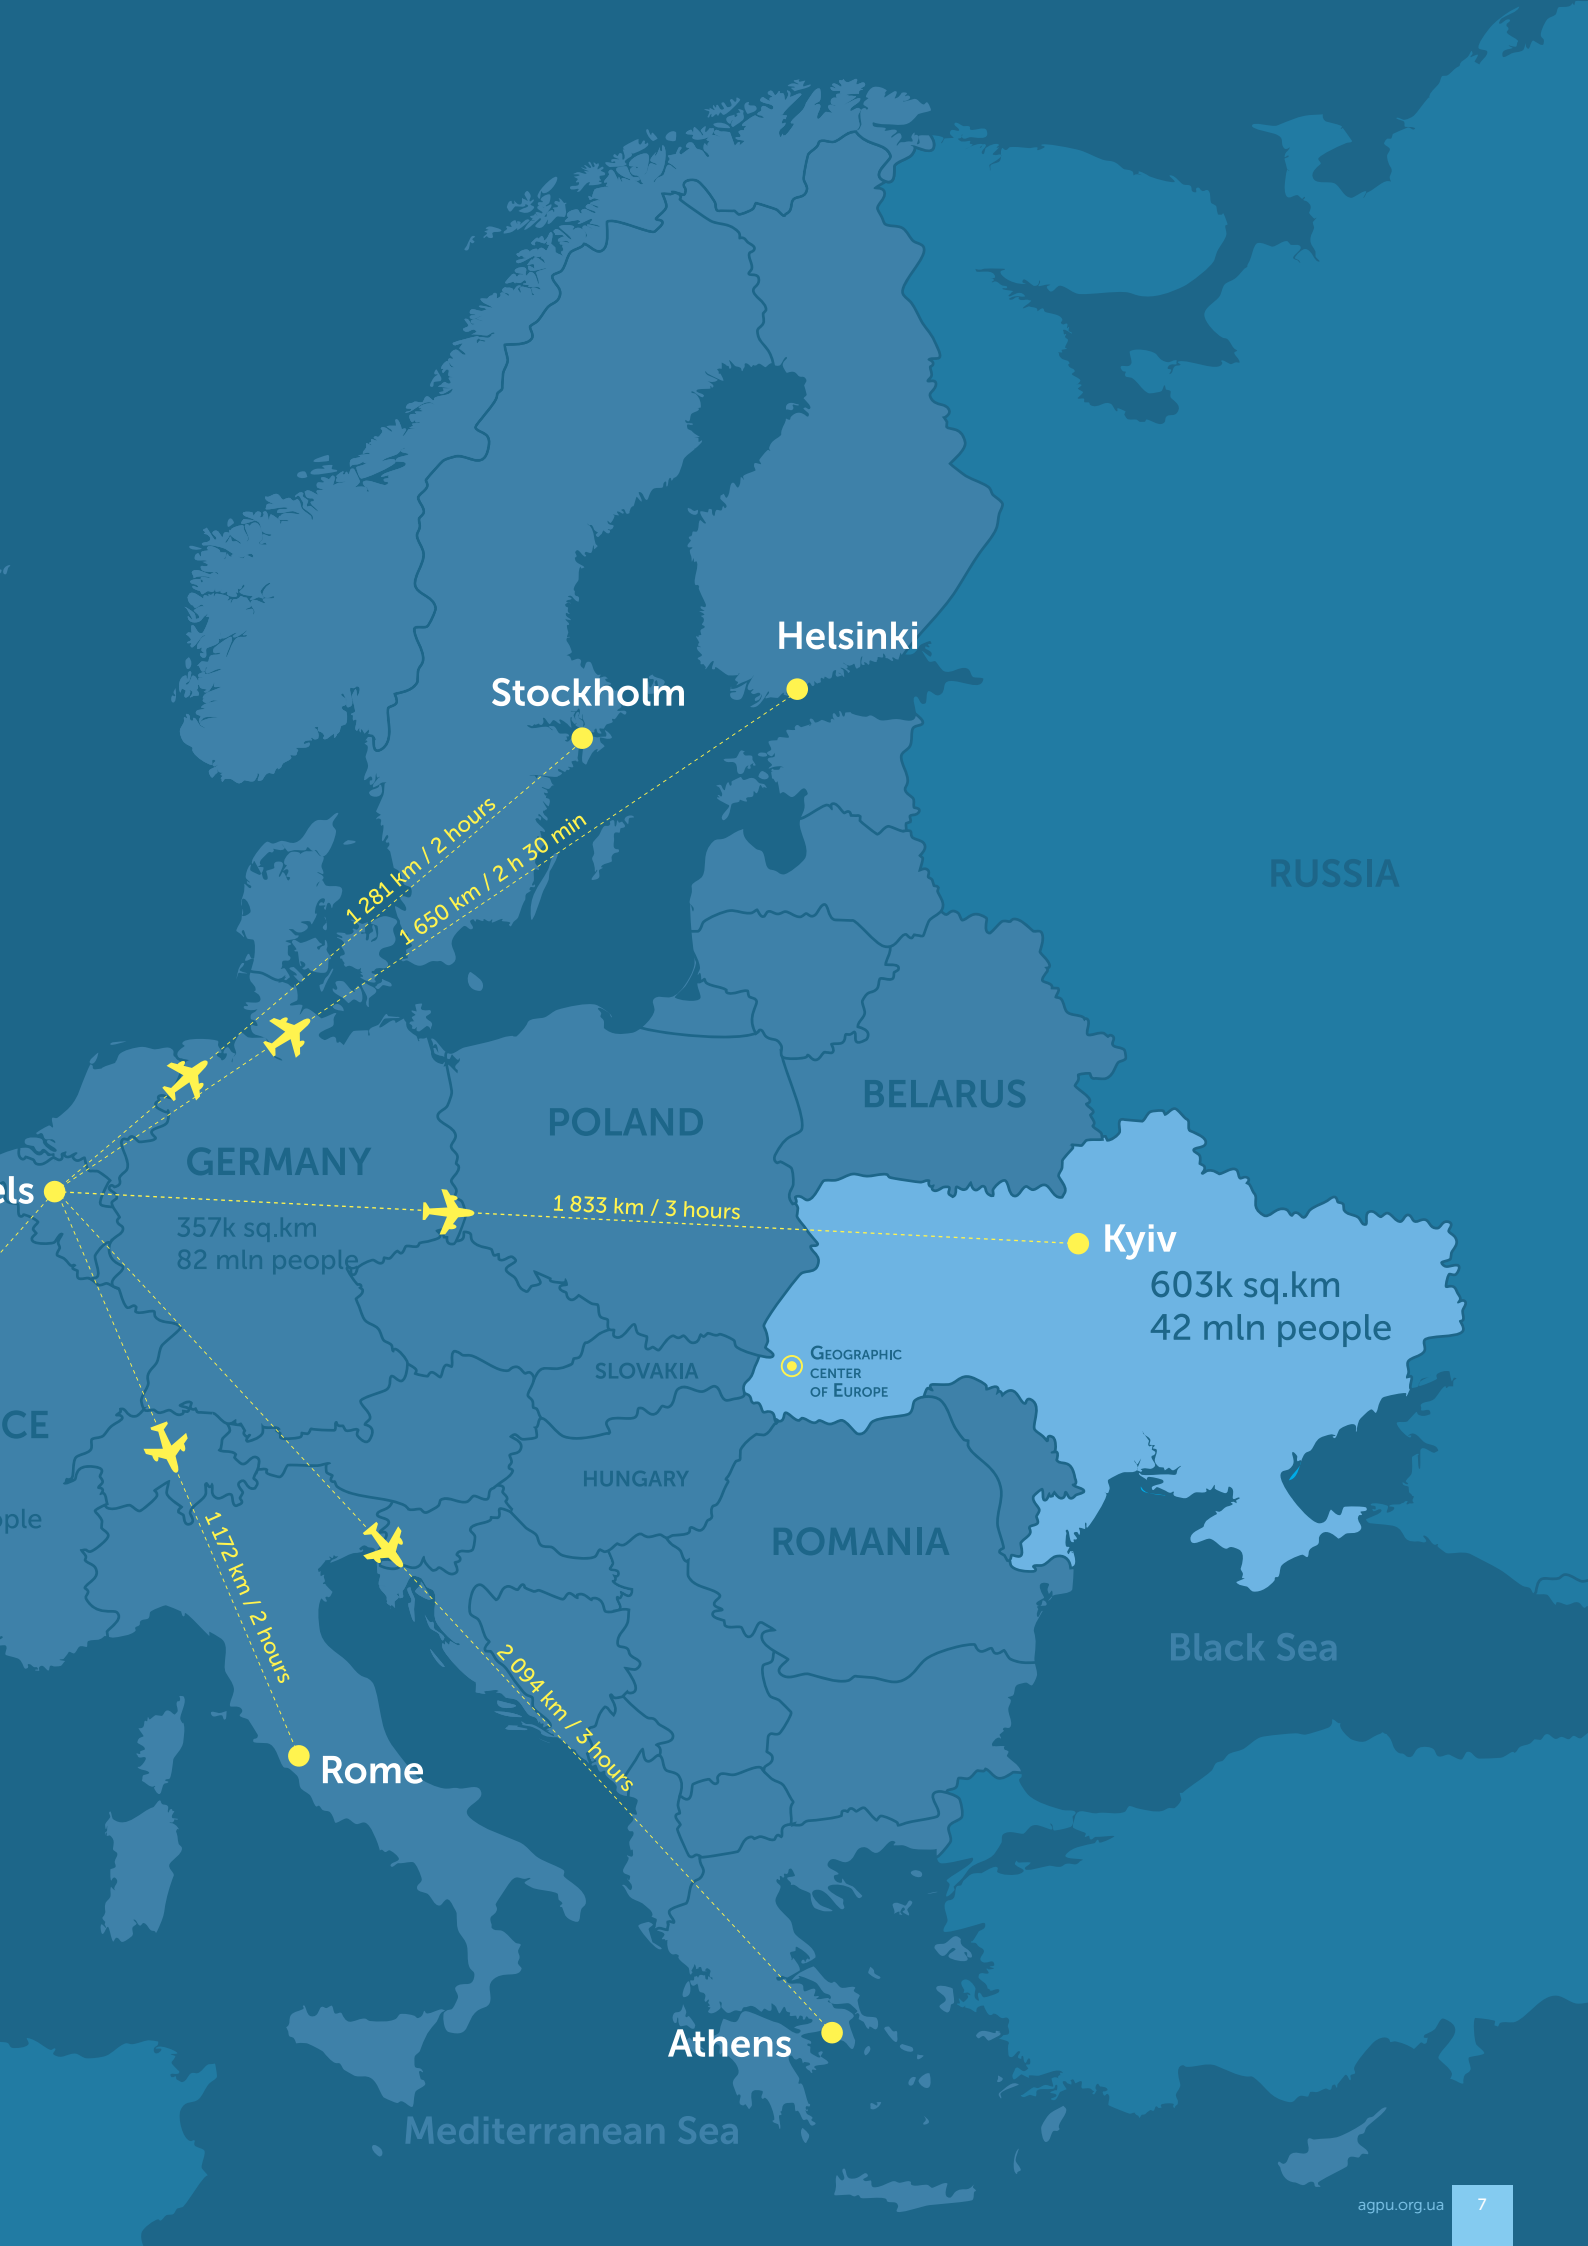 Helsinki
Stockholm
1 281 km / 2 hours
1 650 km / 2 h 30 min
RUSSIA
BELARUS
POLAND
GERMANY
els
1 833 km / 3 hours
357k sq.km
82 mln people
Kyiv
603k sq.km
42 mln people
GEOGRAPHIC
CENTER
OF EUROPE
SLOVAKIA
CE
HUNGARY
ple
ROMANIA
1 172 km / 2 hours
Black Sea
2 094 km / 3 hours
Rome
Athens
Mediterranean Sea
agpu.org.ua 7